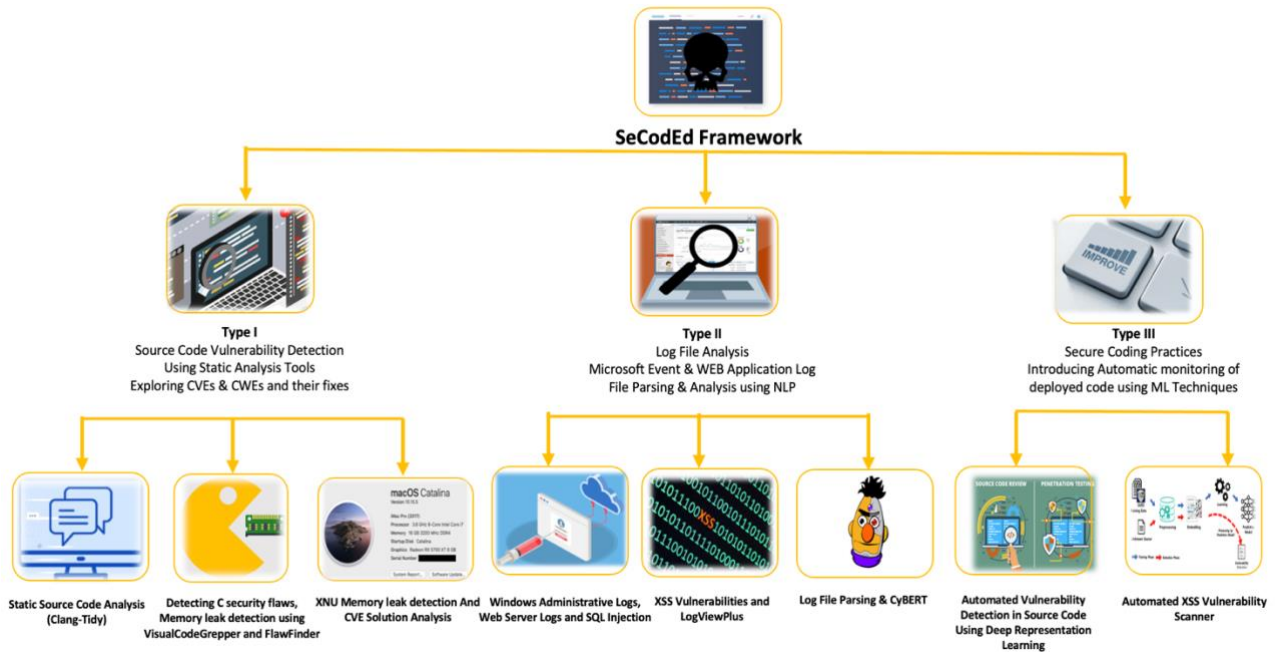 SeCodEd Framework
IMPROVE
Type I
Source Code Vulnerability Detection
Using Static Analysis Tools
Exploring CVEs & CWEs and their fixes
Type II
Log File Analysis
Microsoft Event & WEB Application Log
File Parsing & Analysis using NLP
Type III
Secure Coding Practices
Introducing Automatic monitoring of
deployed code using ML Techniques
macOS Catalina
System Report...
Software Update...
XSS
SOURCE CODE REVIEW
PENETRATION TESTING
Static Source Code Analysis
(Clang-Tidy)
Detecting C security flaws,
Memory leak detection using
VisualCodeGrepper and FlawFinder
XNU Memory leak detection And
CVE Solution Analysis
Windows Administrative Logs,
Web Server Logs and SQL Injection
XSS Vulnerabilities and
LogViewPlus
Log File Parsing & CyBERT
Automated Vulnerability
Detection in Source Code
Using Deep Representation
Learning
Automated XSS Vulnerability
Scanner